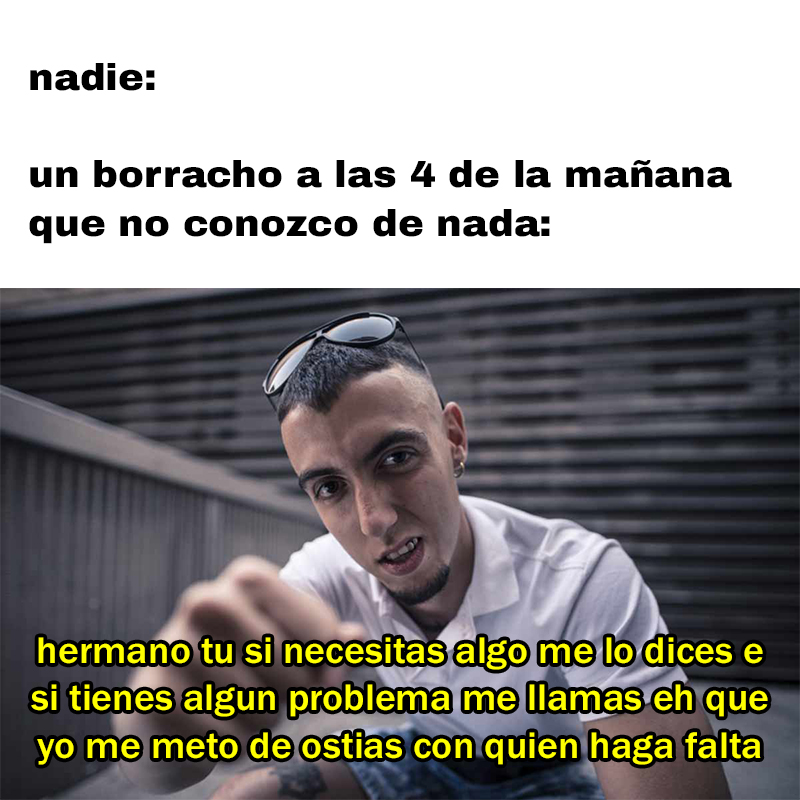 nadie:
un borracho a las 4 de la mañana
que no conozco de nada:
hermano tu si necesitas algo me lo dices e
si tienes algun problema me llamas eh que
yo me meto de ostias con quien haga falta